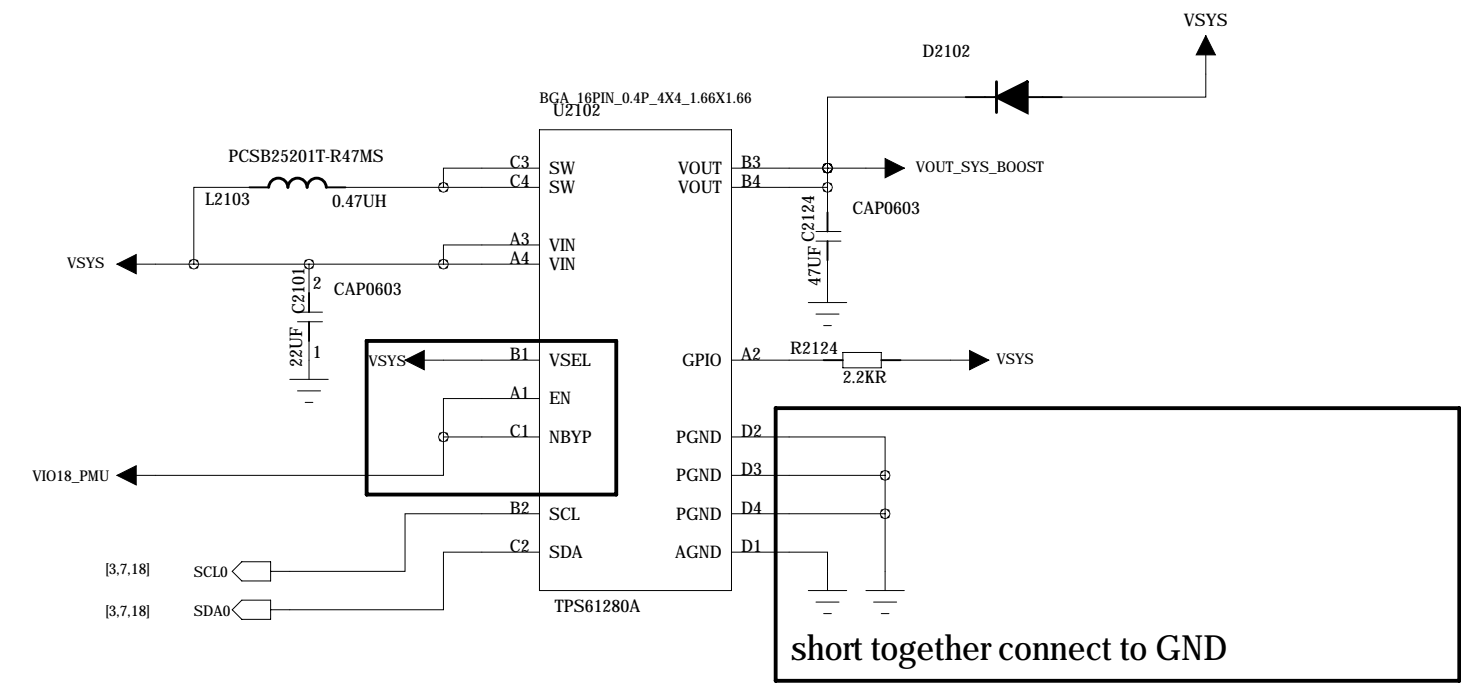 VSYS
D2102
BGA_16PIN_0.4P_4X4_1.66X1.66
U2102
PCSB25201T-R47MS
C3 SW VOUT B3 VOUT_SYS_BOOST
C4 SW VOUT B4
L2103 0.47UH
CAP0603
C2124
47UF
A3 VIN
VSYS A4 VIN
C2101 2 CAP0603
22UF 1
VSYS B1 VSEL GPIO A2 R2124 VSYS
2.2KR
A1 EN
C1 NBYP PGND D2
VIO18_PMU PGND D3
B2 SCL PGND D4
C2 SDA AGND D1
[3,7,18] SCL0
[3,7,18] SDA0
TPS61280A
short together connect to GND